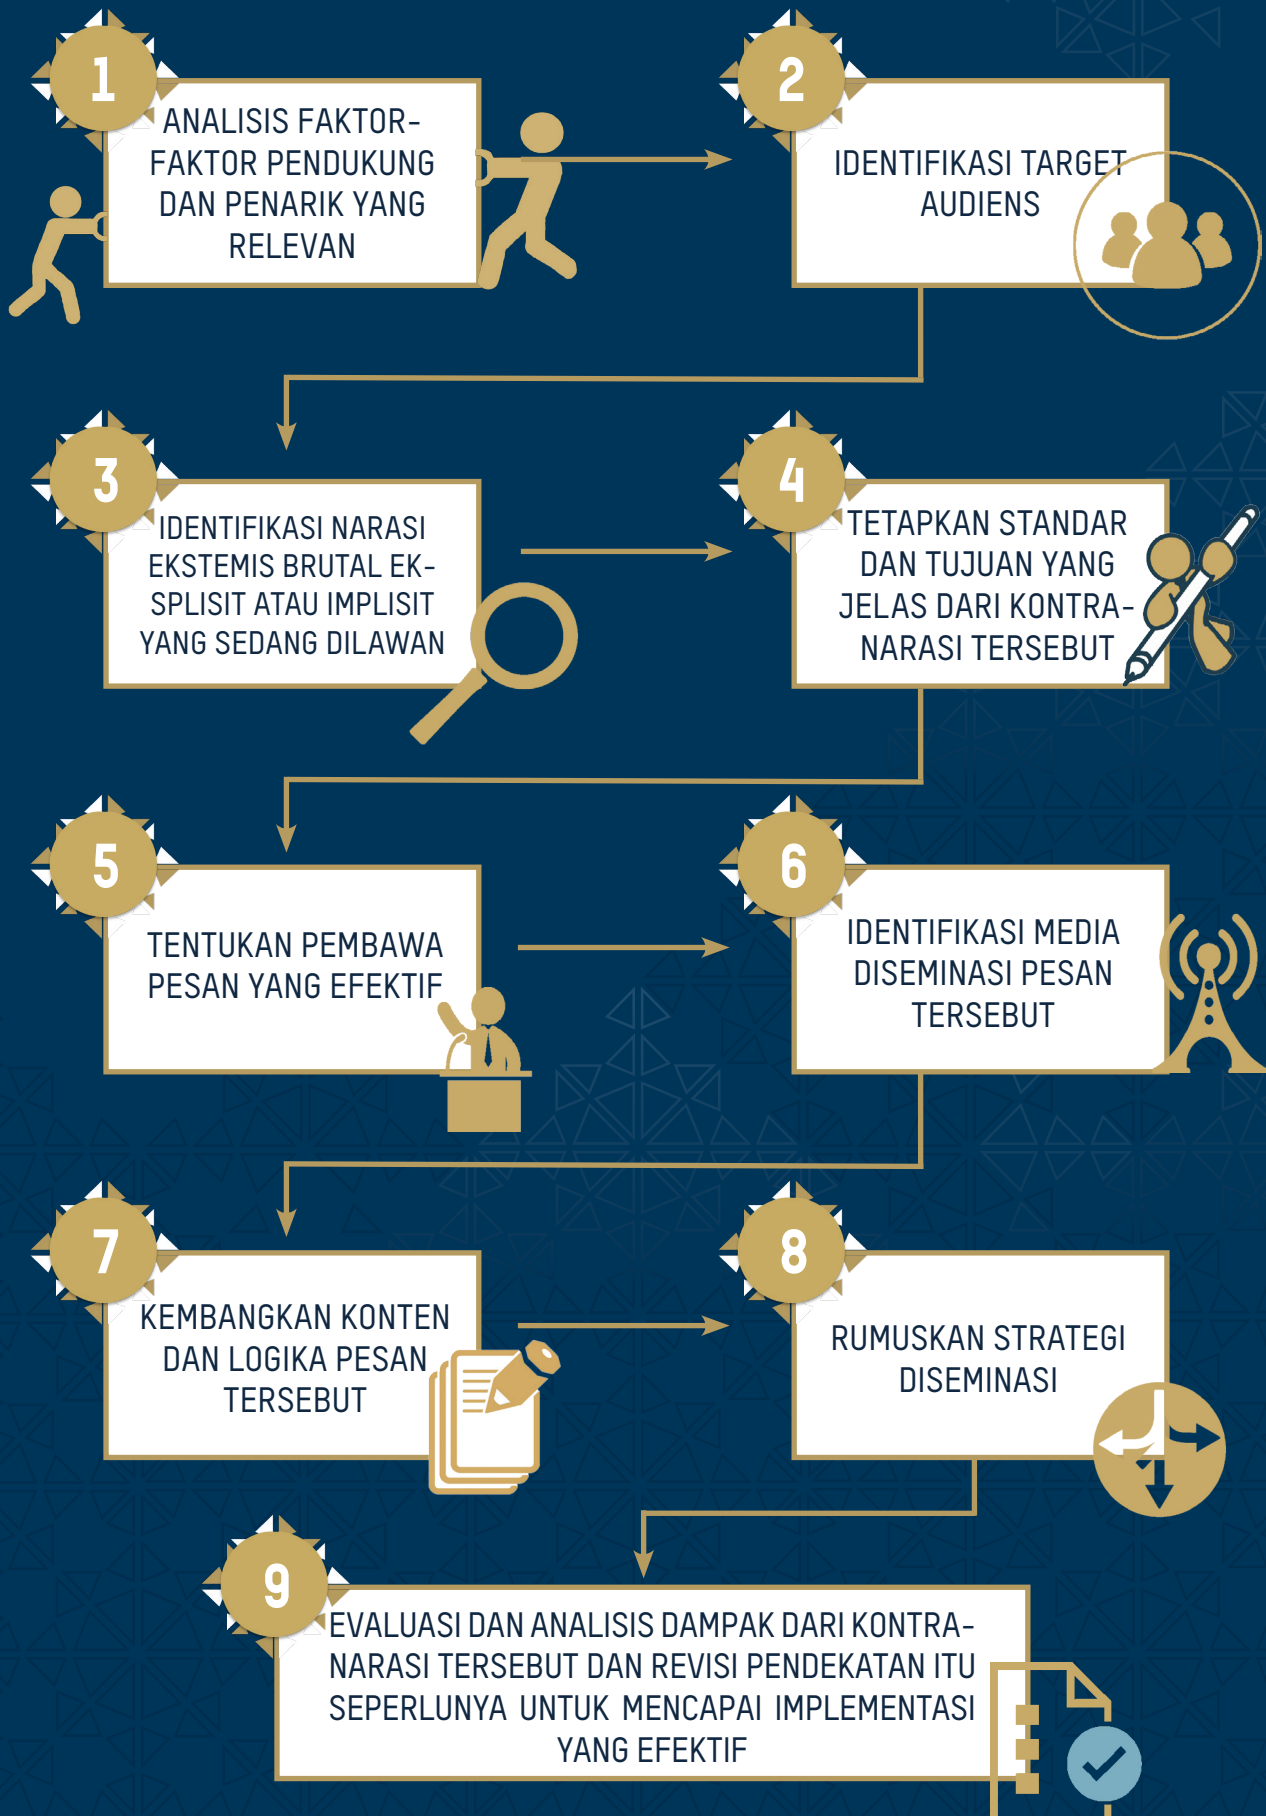 1
ANALISIS FAKTOR-
FAKTOR PENDUKUNG
DAN PENARIK YANG
RELEVAN
2
IDENTIFIKASI TARGET
AUDIENS
3
IDENTIFIKASI NARASI
EKSTEMIS BRUTAL EK-
SPLISIT ATAU IMPLISIT
YANG SEDANG DILAWAN
4
TETAPKAN STANDAR
DAN TUJUAN YANG
JELAS DARI KONTRA-
NARASI TERSEBUT
5
TENTUKAN PEMBAWA
PESAN YANG EFEKTIF
6
IDENTIFIKASI MEDIA
DISEMINASI PESAN
TERSEBUT
7
KEMBANGKAN KONTEN
DAN LOGIKA PESAN
TERSEBUT
8
RUMUSKAN STRATEGI
DISEMINASI
9
EVALUASI DAN ANALISIS DAMPAK DARI KONTRA-
NARASI TERSEBUT DAN REVISI PENDEKATAN ITU
SEPERLUNYA UNTUK MENCAPAI IMPLEMENTASI
YANG EFEKTIF